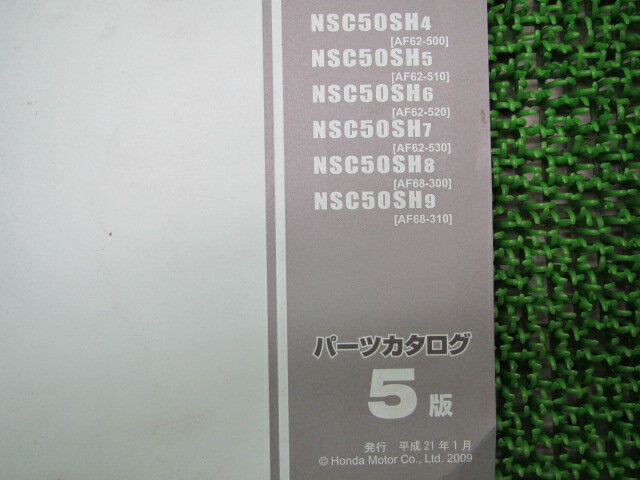 NSC50SH4
[AF62-500]
NSC50SH5
[AF62-510]
NSC50SH6
[AF62-520]
NSC50SH7
[AF62-530]
NSC50SH8
[AF68-300]
NSC50SH9
[AF68-310]
パーツカタログ
5版
発行 平成21年1月
© Honda Motor Co., Ltd. 2009